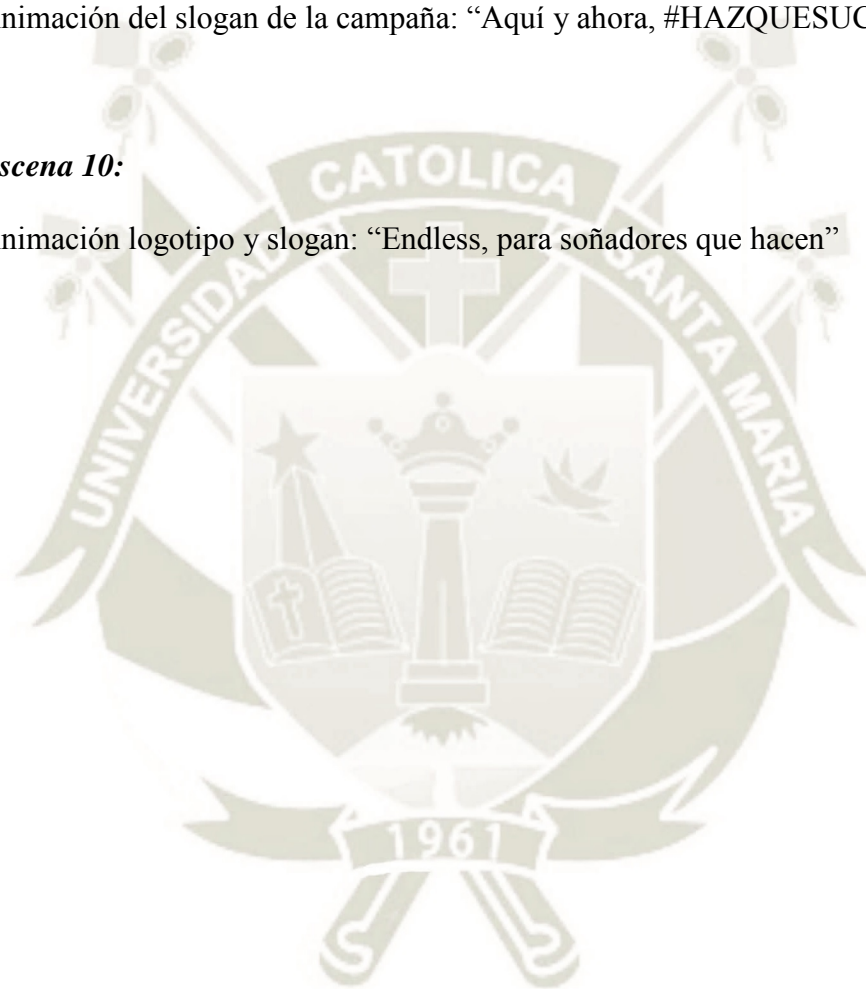 nimación del slogan de la campaña: “Aquí y ahora, #HAZQUESUC
scena 10:
nimación logotipo y slogan: “Endless, para soñadores que hacen”
UNIVERSIDAD CATOLICA SANTA MARIA
1961